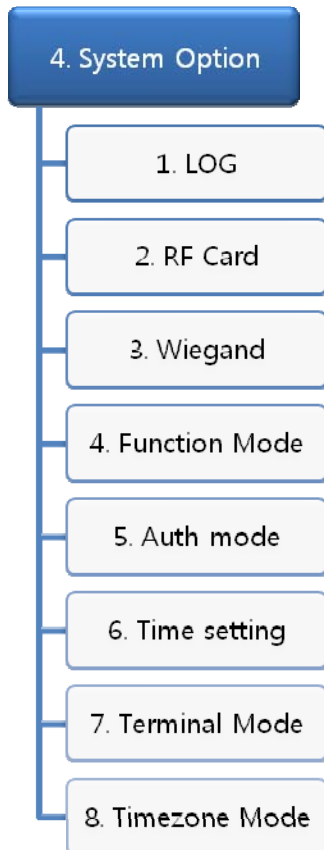 4. System Option
1. LOG
2. RF Card
3. Wiegand
4. Function Mode
5. Auth mode
6. Time setting
7. Terminal Mode
8. Timezone Mode